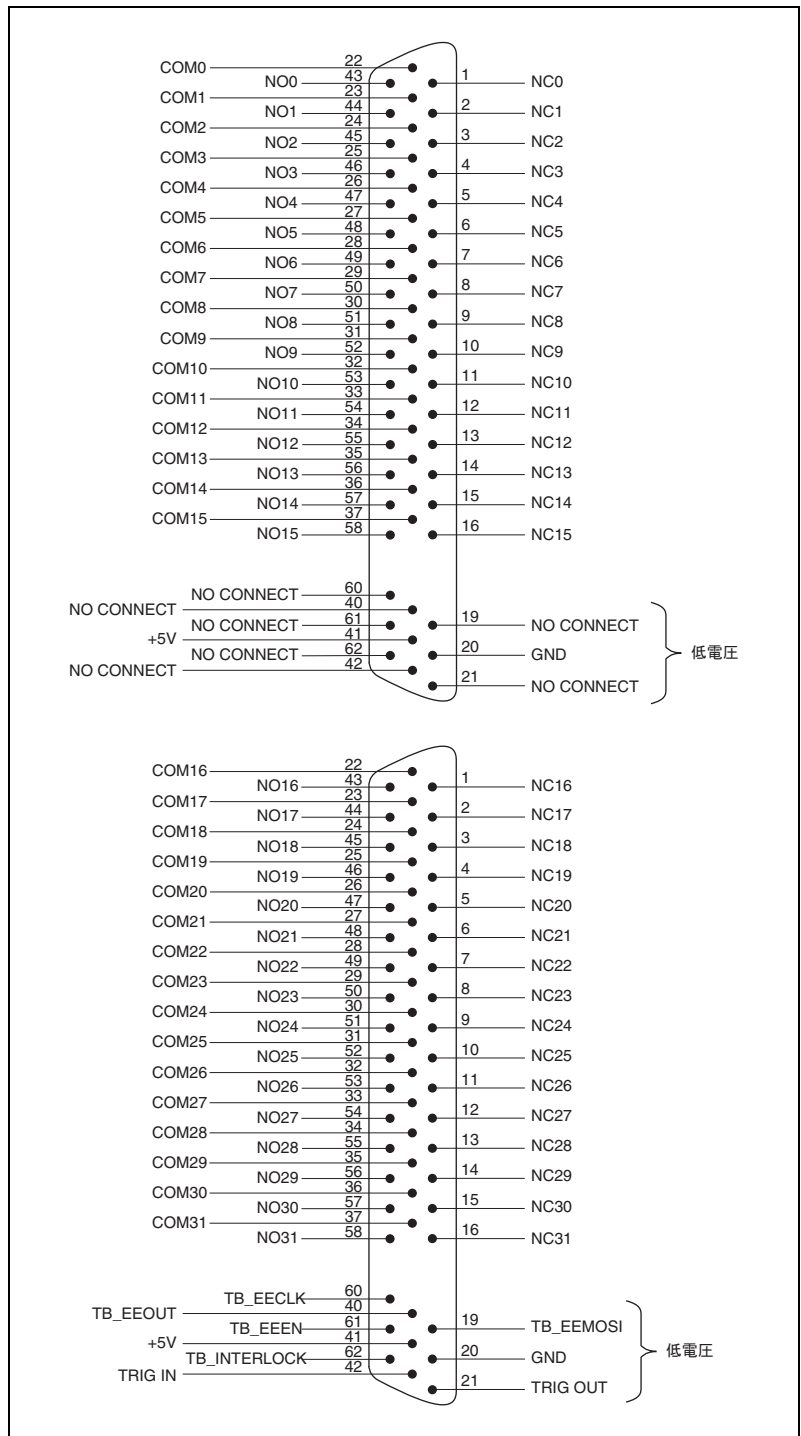 COM0 22
NO0 43 1 NC0
COM1 23
NO1 44 2 NC1
COM2 24
NO2 45 3 NC2
COM3 25
NO3 46 4 NC3
COM4 26
NO4 47 5 NC4
COM5 27
NO5 48 6 NC5
COM6 28
NO6 49 7 NC6
COM7 29
NO7 50 8 NC7
COM8 30
NO8 51 9 NC8
COM9 31
NO9 52 10 NC9
COM10 32
NO10 53 11 NC10
COM11 33
NO11 54 12 NC11
COM12 34
NO12 55 13 NC12
COM13 35
NO13 56 14 NC13
COM14 36
NO14 57 15 NC14
COM15 37
NO15 58 16 NC15
NO CONNECT 60
NO CONNECT 40
NO CONNECT 61 19 NO CONNECT
+5V 41
NO CONNECT 62 20 GND 低電圧
NO CONNECT 42
21 NO CONNECT
COM16 22
NO16 43 1 NC16
COM17 23
NO17 44 2 NC17
COM18 24
NO18 45 3 NC18
COM19 25
NO19 46 4 NC19
COM20 26
NO20 47 5 NC20
COM21 27
NO21 48 6 NC21
COM22 28
NO22 49 7 NC22
COM23 29
NO23 50 8 NC23
COM24 30
NO24 51 9 NC24
COM25 31
NO25 52 10 NC25
COM26 32
NO26 53 11 NC26
COM27 33
NO27 54 12 NC27
COM28 34
NO28 55 13 NC28
COM29 35
NO29 56 14 NC29
COM30 36
NO30 57 15 NC30
COM31 37
NO31 58 16 NC31
TB_EECLK 60
TB_EEOUT 40
TB_EEEN 61 19 TB_EEMOSI
+5V 41
TB_INTERLOCK 62 20 GND 低電圧
TRIG IN 42
21 TRIG OUT